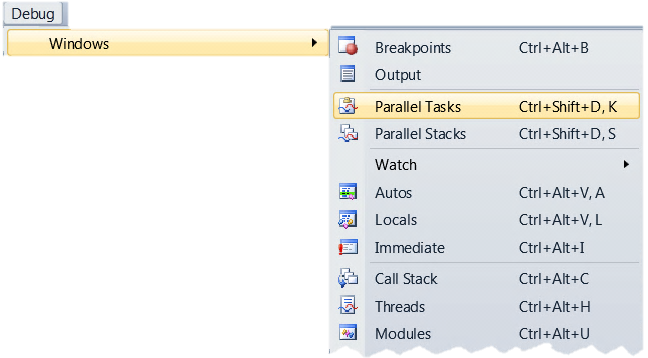 Debug
Windows
Breakpoints Ctrl+Alt+B
Output
Parallel Tasks Ctrl+Shift+D, K
Parallel Stacks Ctrl+Shift+D, S
Watch
Autos Ctrl+Alt+V, A
Locals Ctrl+Alt+V, L
Immediate Ctrl+Alt+I
Call Stack Ctrl+Alt+C
Threads Ctrl+Alt+H
Modules Ctrl+Alt+U